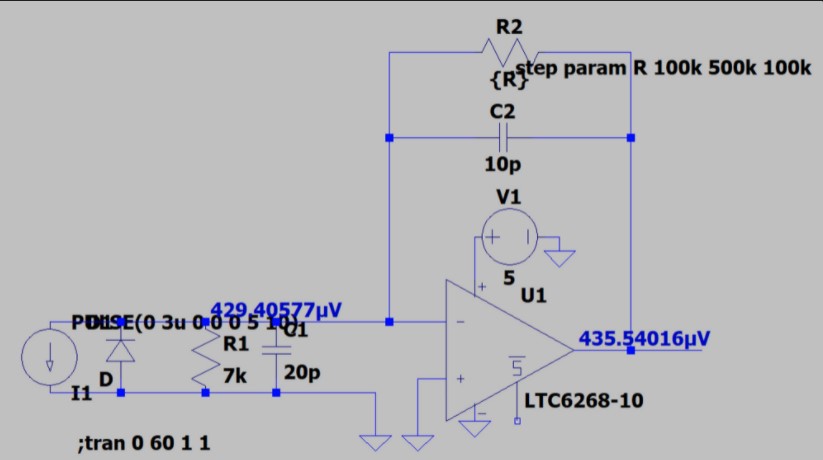 R2
step param R 100k 500k 100k
{R}
C2
10p
V1
5
U1
429.40577µV
PULSE(0 3u 0 0 0 5 10)
C1
435.54016µV
R1
7k
20p
D
I1
LTC6268-10
;tran 0 60 1 1
+
−
+
−
5